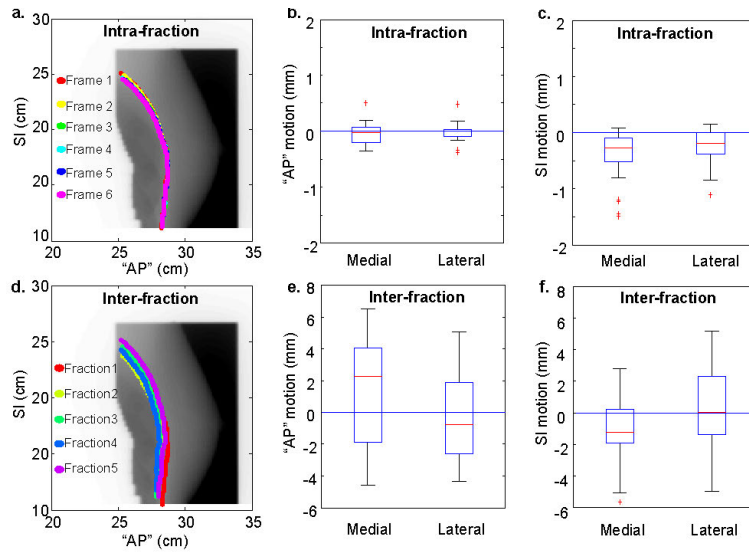 a.
Intra-fraction
SI (cm)
30
25
20
20
10
Frame 1
Frame 2
Frame 3
Frame 4
Frame 5
Frame 6
20 25 30 35
“AP” (cm)
b.
Intra-fraction
“AP” motion (mm)
2
1
0
-1
-2
Medial Lateral
c.
Intra-fraction
SI motion (mm)
2
1
0
-1
-2
Medial Lateral
d.
Inter-fraction
SI (cm)
30
25
20
20
10
Fraction1
Fraction2
Fraction3
Fraction4
Fraction5
20 25 30 35
“AP” (cm)
e.
Inter-fraction
“AP” motion (mm)
8
6
4
2
0
-2
-4
-6
Medial Lateral
f.
Inter-fraction
SI motion (mm)
8
6
4
2
0
-2
-4
-6
Medial Lateral